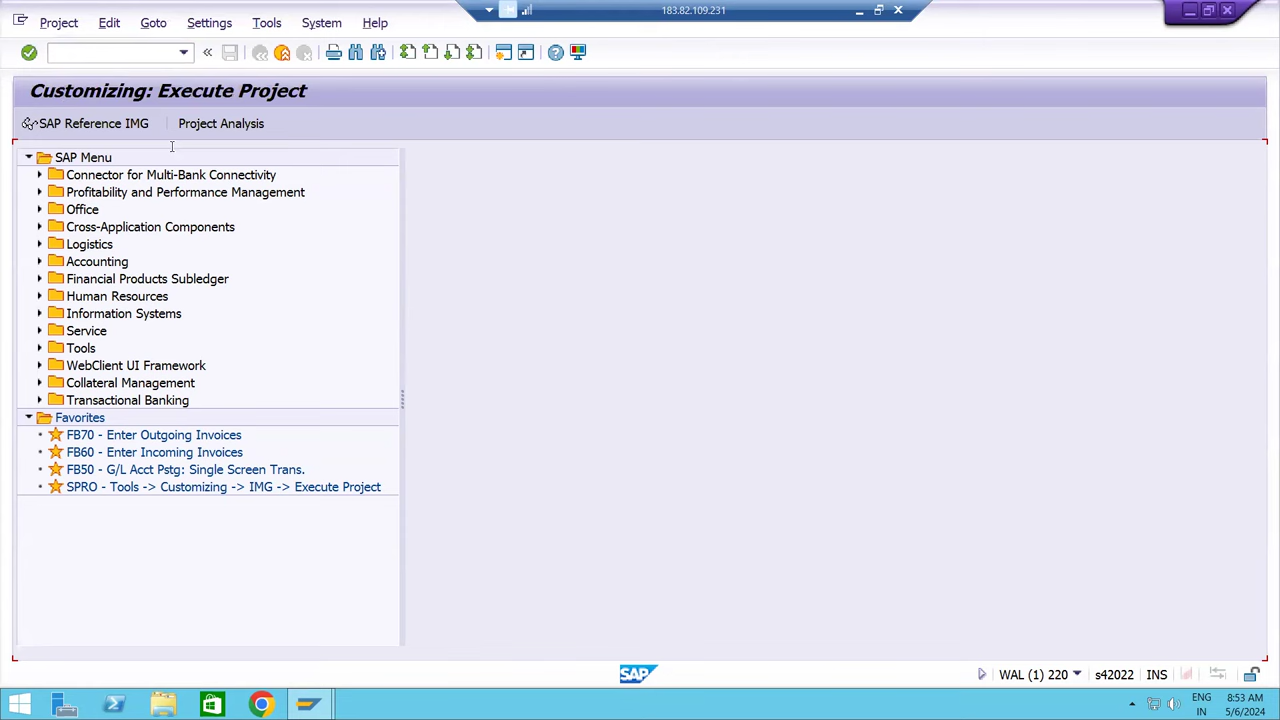 183.82.109.231
Project Edit Goto Settings Tools System Help
Customizing: Execute Project
SAP Reference IMG Project Analysis
SAP Menu
Connector for Multi-Bank Connectivity
Profitability and Performance Management
Office
Cross-Application Components
Logistics
Accounting
Financial Products Subledger
Human Resources
Information Systems
Service
Tools
WebClient UI Framework
Collateral Management
Transactional Banking
Favorites
FB70 - Enter Outgoing Invoices
FB60 - Enter Incoming Invoices
FB50 - G/L Acct Pstg: Single Screen Trans.
SPRO - Tools -> Customizing -> IMG -> Execute Project
SAP WAL (1) 220 s42022 INS
ENG 8:53 AM
IN 5/6/2024